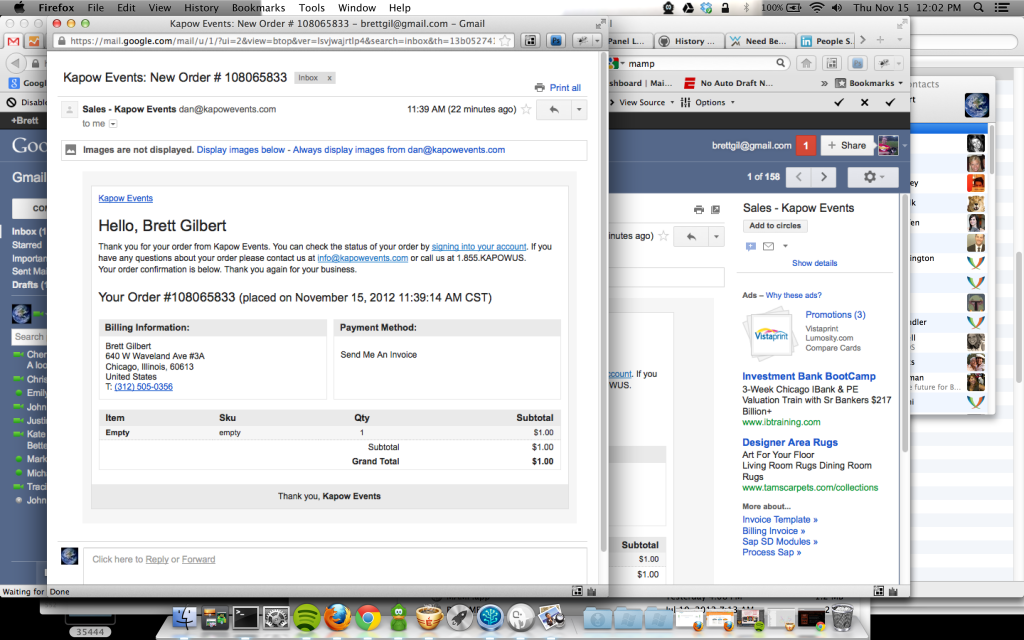 Firefox File Edit View History Bookmarks Tools Window Help 100% Thu Nov 15 12:02 PM
Kapow Events: New Order # 108065833 - brettgil@gmail.com - Gmail
https://mail.google.com/mail/u/1/?ui=2&view=btop&ver=lsvjwajrtlp4&search=inbox&th=13b052741
Panel L...
History ...
Need Be...
People S...
mamp
shboard | Mai...
No Auto Draft N...
Bookmarks
View Source
Options
Kapow Events: New Order # 108065833
Inbox x
Print all
Sales - Kapow Events dan@kapowevents.com
11:39 AM (22 minutes ago)
to me
Images are not displayed. Display images below - Always display images from dan@kapowevents.com
Kapow Events
Hello, Brett Gilbert
Thank you for your order from Kapow Events. You can check the status of your order by signing into your account. If you
have any questions about your order please contact us at info@kapowevents.com or call us at 1.855.KAPOWUS.
Your order confirmation is below. Thank you again for your business.
Your Order #108065833 (placed on November 15, 2012 11:39:14 AM CST)
Billing Information:
Payment Method:
Brett Gilbert
640 W Waveland Ave #3A
Chicago, Illinois, 60613
United States
T: (312) 505-0356
Send Me An Invoice
Item Sku Qty Subtotal
Empty empty 1 $1.00
Subtotal $1.00
Grand Total $1.00
Thank you, Kapow Events
Click here to Reply or Forward
Waiting for
Done
Googl
Disable
+Brett
Goo
Gmail
CO
Inbox (1
Starred
Importan
Sent Mai
Drafts (
Search
Cher
A loc
Chris
Emily
John
Justi
Kate
Bette
Mark
Mich
Traci
John
brettgil@gmail.com 1 + Share
1 of 158
nutes ago)
count. If you
WUS.
Subtotal
$1.00
$1.00
Sales - Kapow Events
Add to circles
Show details
Ads – Why these ads?
Vistaprint
Promotions (3)
Vistaprint
Lumosity.com
Compare Cards
Investment Bank BootCamp
3-Week Chicago IBank & PE
Valuation Train with Sr Bankers $217
Billion+
www.ibtraining.com
Designer Area Rugs
Art For Your Floor
Living Room Rugs Dining Room
Rugs
www.tamscarpets.com/collections
More about...
Invoice Template »
Billing Invoice »
Sap SD Modules »
Process Sap »
ontacts
rt
ey
k
en
ington
dler
ll
s
man
e future for B...
35444